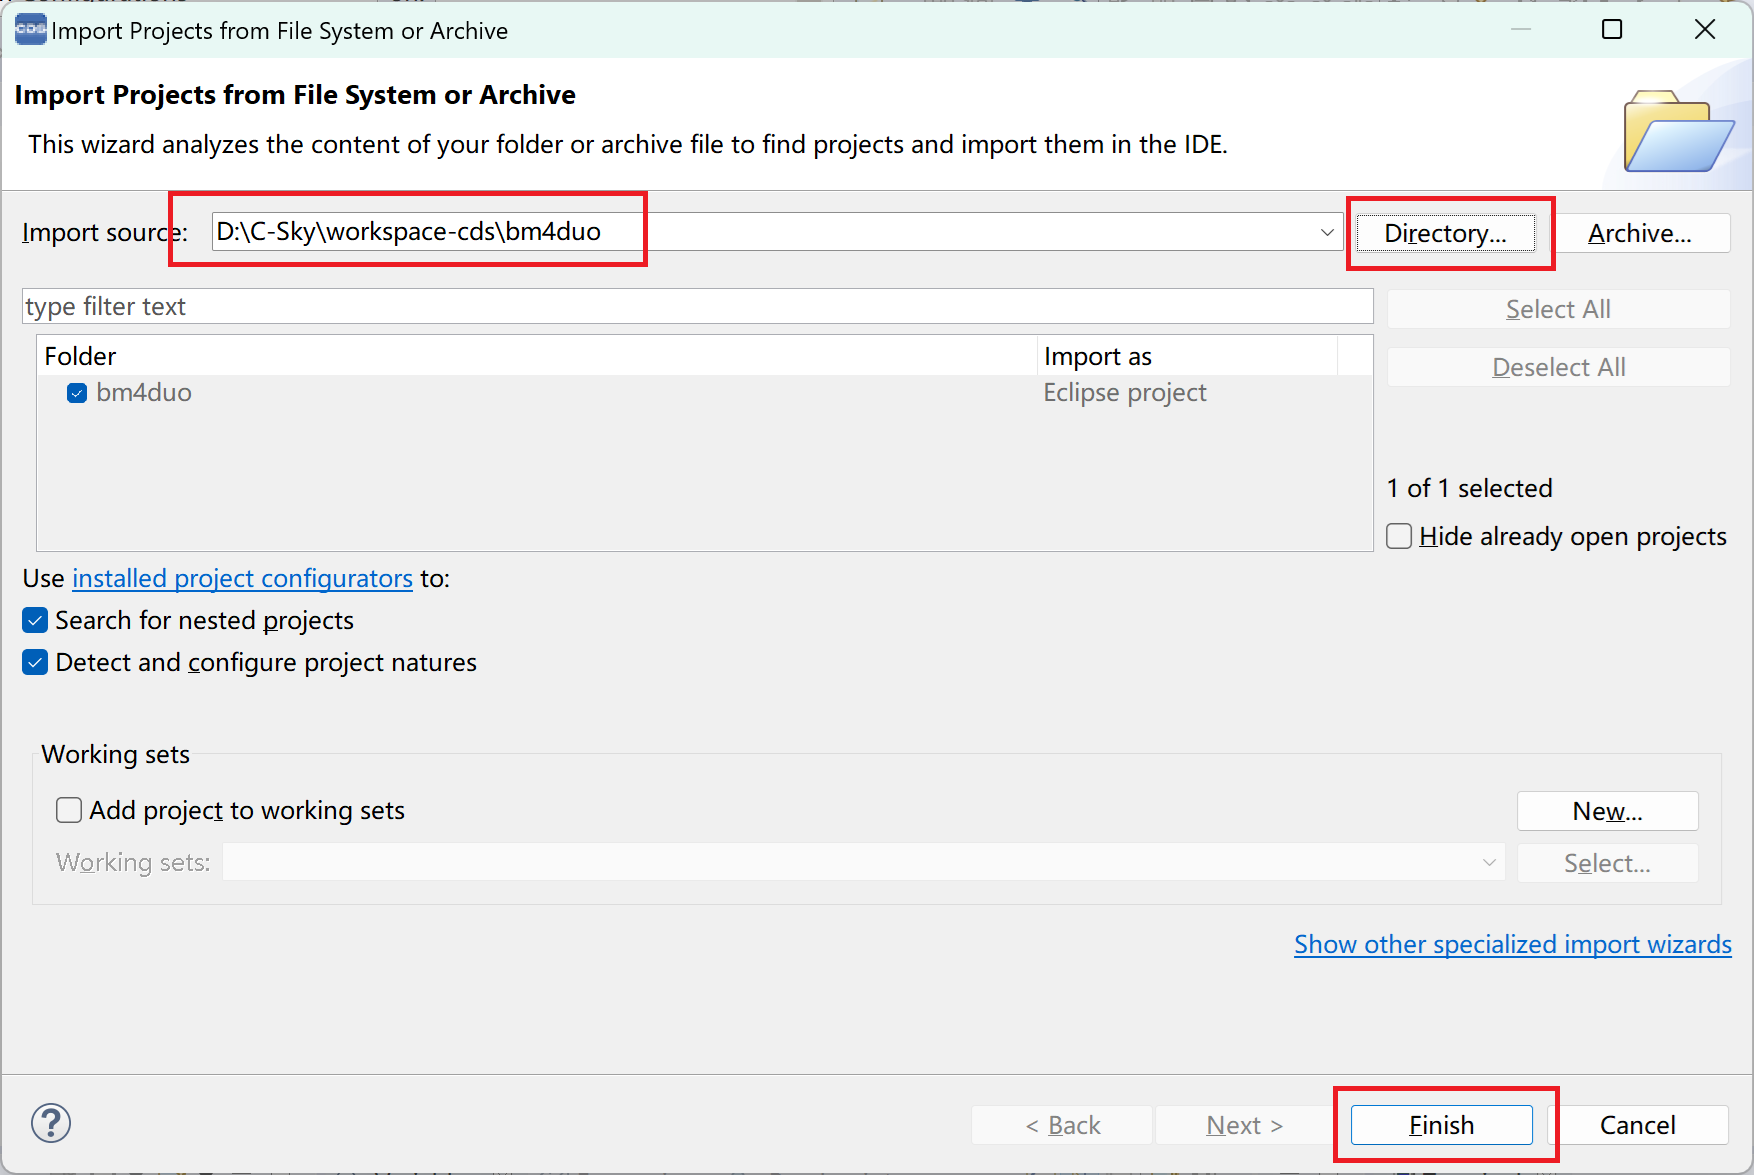 CDS Import Projects from File System or Archive
Import Projects from File System or Archive
This wizard analyzes the content of your folder or archive file to find projects and import them in the IDE.
Import source: D:\C-Sky\workspace-cds\bm4duo Directory... Archive...
type filter text Select All
Deselect All
Folder Import as
bm4duo Eclipse project
1 of 1 selected
Hide already open projects
Use installed project configurators to:
Search for nested projects
Detect and configure project natures
Working sets
Add project to working sets New...
Working sets: Select...
Show other specialized import wizards
? < Back Next > Finish Cancel